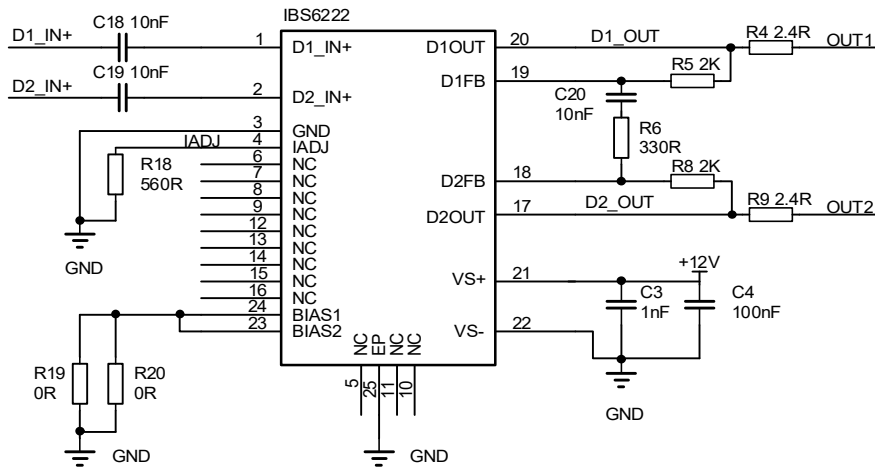 IBS6222
C18 10nF
D1_IN+
1
D1_IN+
C19 10nF
D2_IN+
2
D2_IN+
3
GND
IADJ
4
IADJ
R18
560R
6
NC
7
NC
8
NC
9
NC
12
NC
13
NC
14
NC
15
NC
16
NC
GND
24
BIAS1
23
BIAS2
R19
0R
R20
0R
GND
NC
EP
NC
NC
5
25
11
10
GND
D1OUT
20
D1_OUT
R4 2.4R
OUT1
D1FB
19
R5 2K
C20
10nF
R6
330R
D2FB
18
R8 2K
D2OUT
17
D2_OUT
R9 2.4R
OUT2
VS+
21
+12V
C3
1nF
C4
100nF
VS-
22
GND